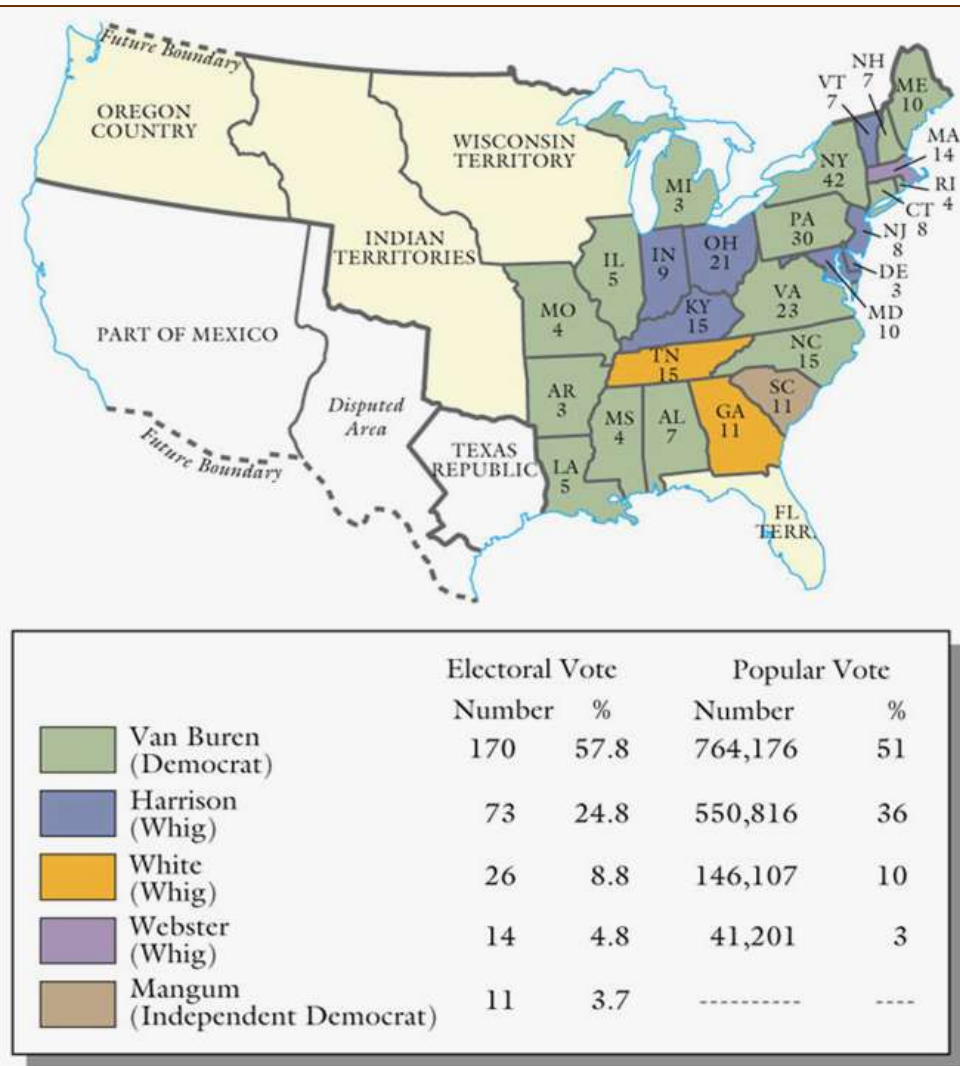 Future Boundary
OREGON
COUNTRY
WISCONSIN
TERRITORY
INDIAN
TERRITORIES
PART OF MEXICO
Disputed
Area
TEXAS
REPUBLIC
Future Boundary
FL
TERR.
MI
3
IL
5
IN
9
OH
21
KY
15
MO
4
TN
15
AR
3
MS
4
AL
7
GA
11
LA
5
SC
11
NC
15
VA
23
PA
30
NY
42
VT
7
NH
7
ME
10
MA
14
RI
4
CT
8
NJ
8
DE
3
MD
10
Electoral Vote Popular Vote
Number % Number %
Van Buren
(Democrat) 170 57.8 764,176 51
Harrison
(Whig) 73 24.8 550,816 36
White
(Whig) 26 8.8 146,107 10
Webster
(Whig) 14 4.8 41,201 3
Mangum
(Independent Democrat) 11 3.7 ---------- ----